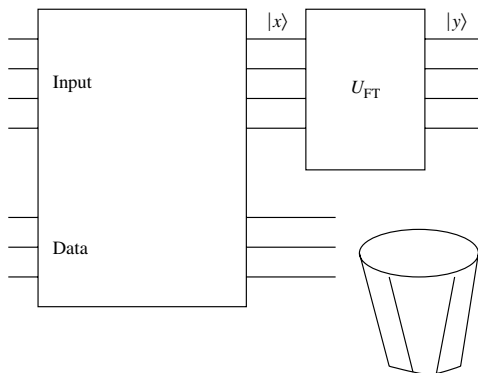 |x⟩ |y⟩
Input
U_FT
Data